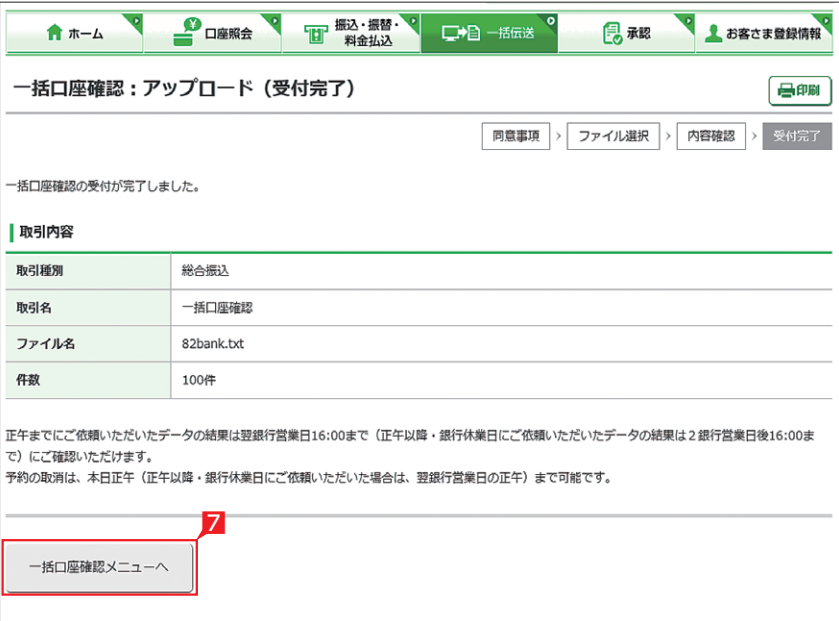 ホーム
口座照会
振込・振替・
料金払込
一括伝送
承認
お客さま登録情報
一括口座確認：アップロード（受付完了）
印刷
同意事項 > ファイル選択 > 内容確認 > 受付完了
一括口座確認の受付が完了しました。
取引内容
取引種別 総合振込
取引名 一括口座確認
ファイル名 82bank.txt
件数 100件
正午までにご依頼いただいたデータの結果は翌銀行営業日16:00まで（正午以降・銀行休業日にご依頼いただいたデータの結果は２銀行営業日後16:00ま
で）にご確認いただけます。
予約の取消は、本日正午（正午以降・銀行休業日にご依頼いただいた場合は、翌銀行営業日の正午）まで可能です。
7
一括口座確認メニューへ